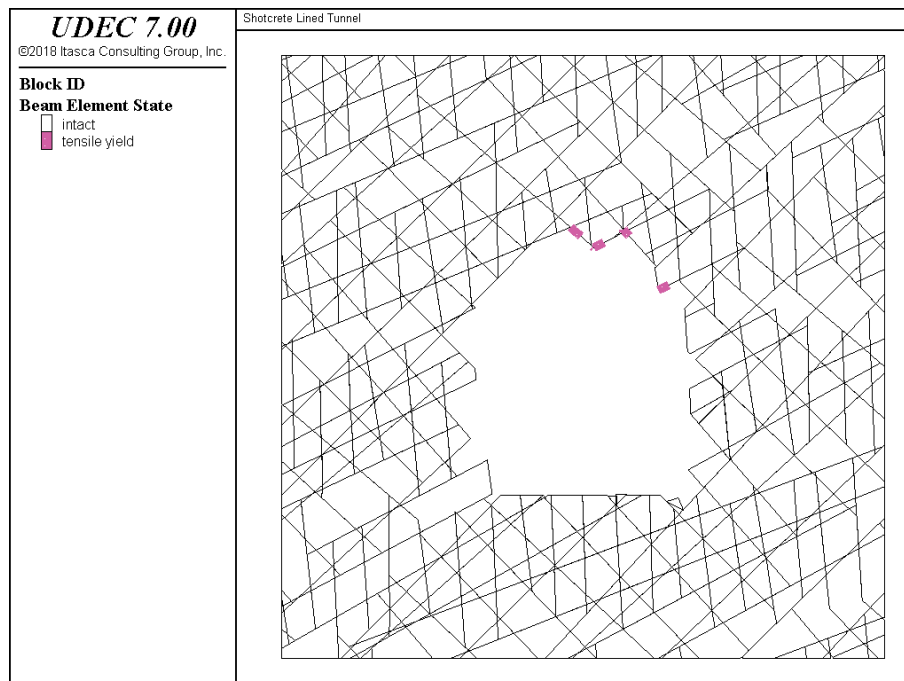 UDEC 7.00
©2018 Itasca Consulting Group, Inc.
Block ID
Beam Element State
intact
tensile yield
Shotcrete Lined Tunnel